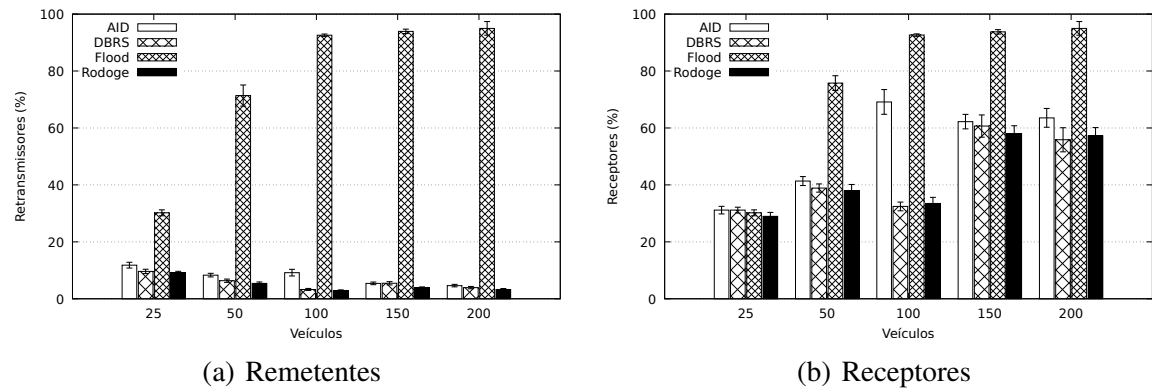 100
80
60
40
20
0
Retransmissores (%)
AID
DBRS
Flood
Rodoge
25 50 100 150 200
Veículos
(a) Remetentes
100
80
60
40
20
0
Receptores (%)
AID
DBRS
Flood
Rodoge
25 50 100 150 200
Veículos
(b) Receptores